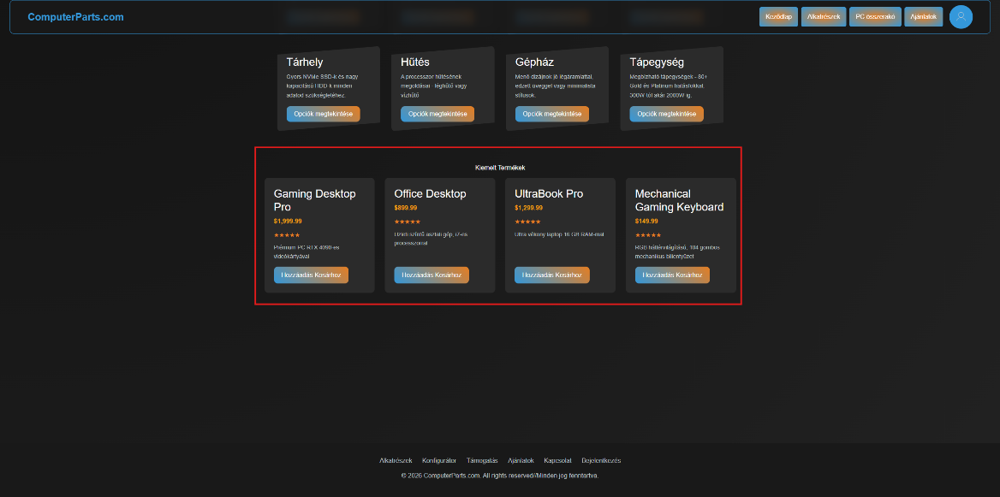 ComputerParts.com
Kezdőlap
Alkatrészek
PC összerakó
Ajánlatok
Tárhely
Gyors NVMe SSD-k és nagy
kapacitású HDD-k minden
adatod szükségletéhez.
Opciók megtekintése
Hűtés
A processzor hűtésének
megoldásai - léghűtő vagy
vízhűtő
Opciók megtekintése
Gépház
Menő dizájnok jó légáramlattal,
edzett üveggel vagy minimalista
stílusok.
Opciók megtekintése
Tápegység
Megbízható tápegységek - 80+
Gold és Platinum hatásfokkal.
300W-tól akár 2000W-ig.
Opciók megtekintése
Kiemelt Termékek
Gaming Desktop
Pro
$1,999.99
★★★★★
Prémium PC RTX 4090-es
videokártyával
Hozzáadás Kosárhoz
Office Desktop
$899.99
★★★★★
Üzleti szintű asztali gép, i7-es
processzorral
Hozzáadás Kosárhoz
UltraBook Pro
$1,299.99
★★★★★
Ultra vékony laptop 16 GB RAM-mal
Hozzáadás Kosárhoz
Mechanical
Gaming Keyboard
$149.99
★★★★★
RGB háttérvilágítású, 104 gombos
mechanikus billentyűzet
Hozzáadás Kosárhoz
Alkatrészek Konfigurátor Támogatás Ajánlatok Kapcsolat Bejelentkezés
© 2026 ComputerParts.com. All rights reserved//Minden jog fenntartva.